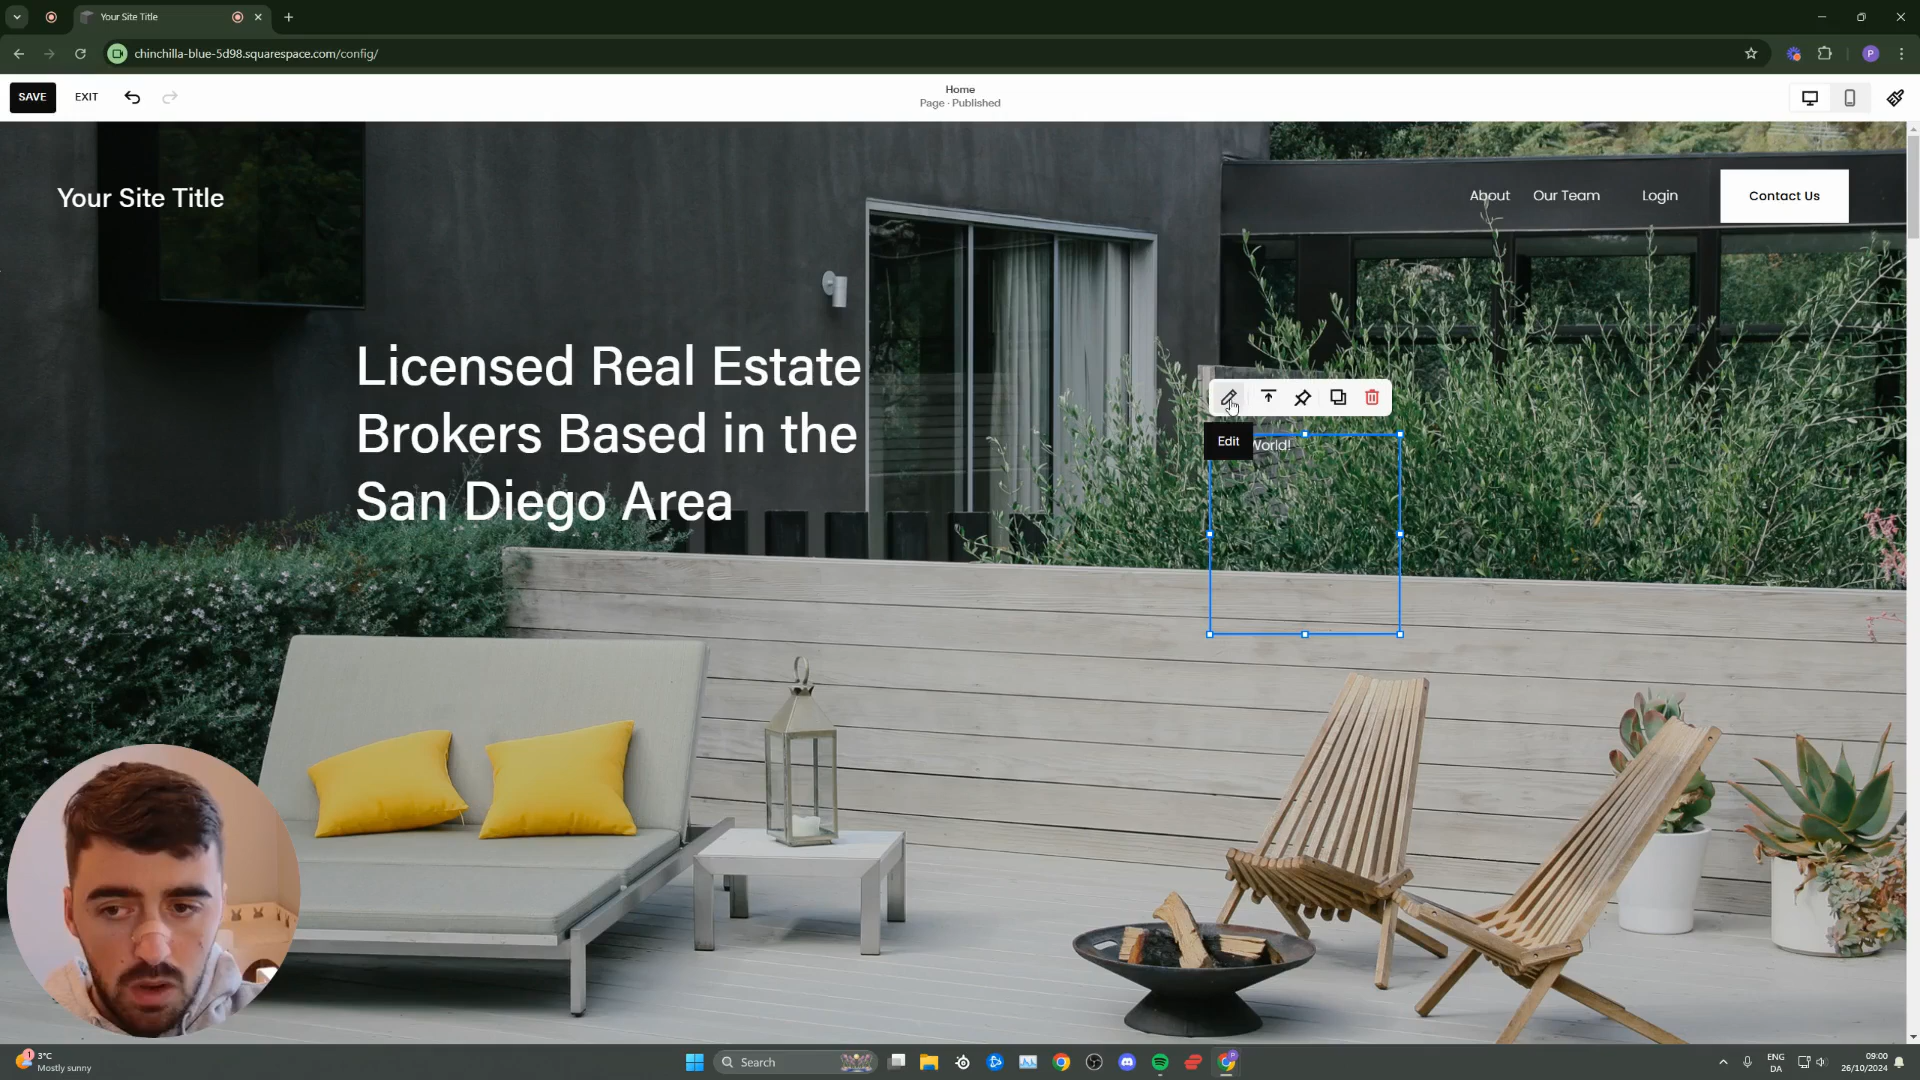 Your Site Title
chinchilla-blue-5d98.squarespace.com/config/
SAVE
EXIT
Home
Page · Published
Your Site Title
About
Our Team
Login
Contact Us
Licensed Real Estate
Brokers Based in the
San Diego Area
Edit
World!
P
1
3°C
Mostly sunny
Search
ENG
DA
09:00
26/10/2024